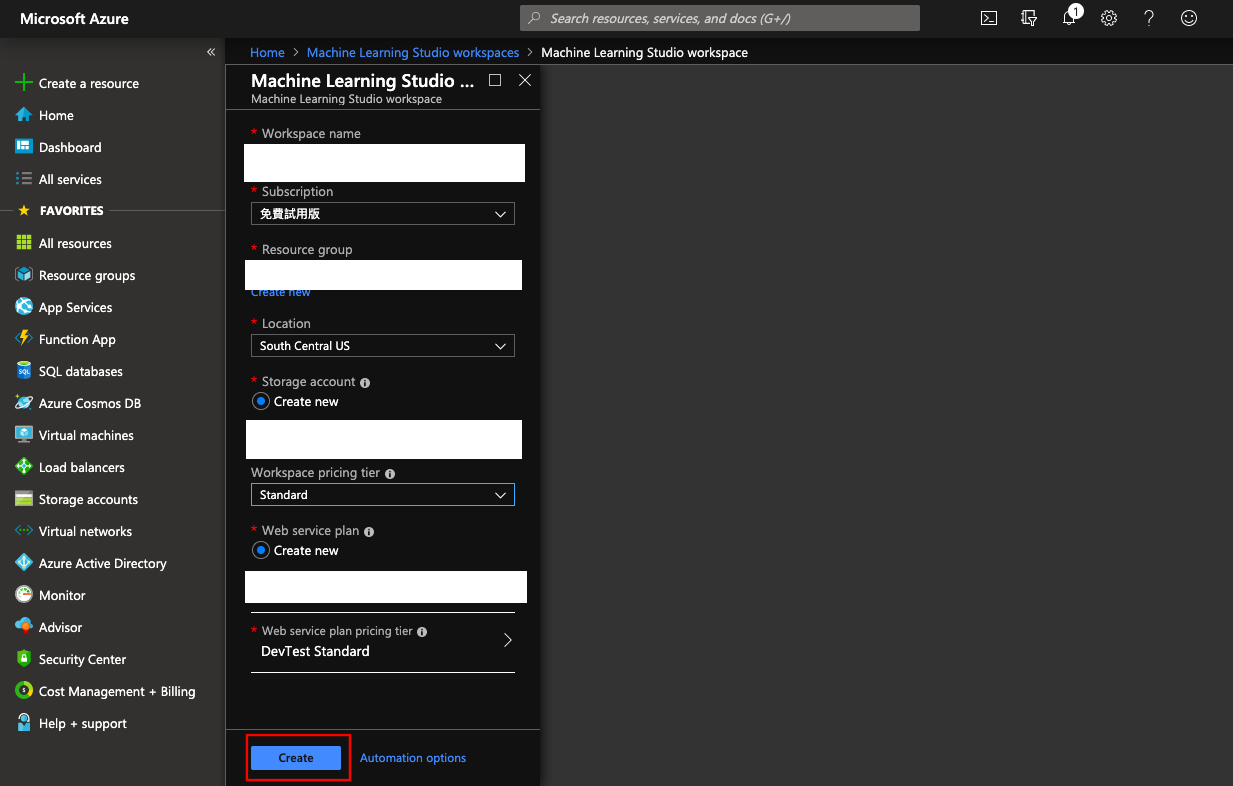 Microsoft Azure
Search resources, services, and docs (G+/)
1
Home > Machine Learning Studio workspaces > Machine Learning Studio workspace
«
Create a resource
Home
Dashboard
All services
FAVORITES
All resources
Resource groups
App Services
Function App
SQL databases
Azure Cosmos DB
Virtual machines
Load balancers
Storage accounts
Virtual networks
Azure Active Directory
Monitor
Advisor
Security Center
Cost Management + Billing
Help + support
Machine Learning Studio ...
Machine Learning Studio workspace
* Workspace name
* Subscription
免費試用版
* Resource group
Create new
* Location
South Central US
* Storage account
Create new
Workspace pricing tier
Standard
* Web service plan
Create new
* Web service plan pricing tier
DevTest Standard
Create
Automation options